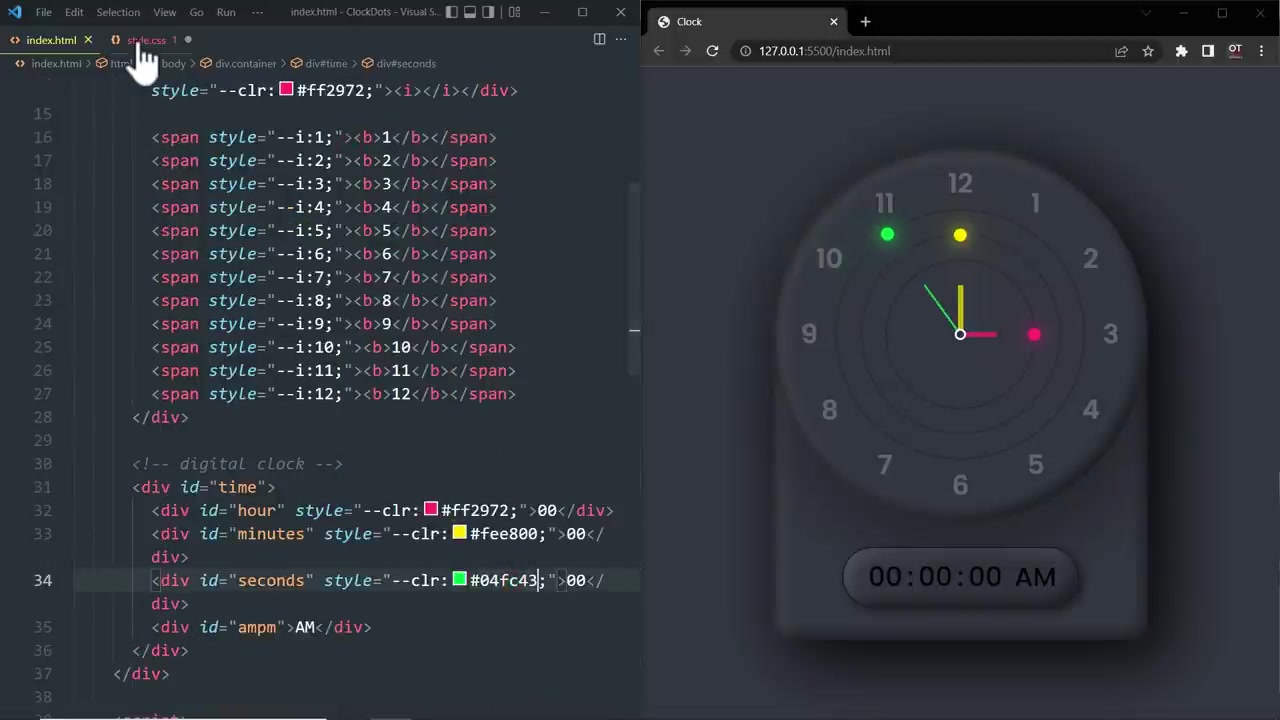 File Edit Selection View Go Run ··· index.html - ClockDots - Visual S...
index.html style.css 1
index.html body div.container div#time div#seconds
style="--clr:#ff2972;"><i></i></div>
15
16 <span style="--i:1;"><b>1</b></span>
17 <span style="--i:2;"><b>2</b></span>
18 <span style="--i:3;"><b>3</b></span>
19 <span style="--i:4;"><b>4</b></span>
20 <span style="--i:5;"><b>5</b></span>
21 <span style="--i:6;"><b>6</b></span>
22 <span style="--i:7;"><b>7</b></span>
23 <span style="--i:8;"><b>8</b></span>
24 <span style="--i:9;"><b>9</b></span>
25 <span style="--i:10;"><b>10</b></span>
26 <span style="--i:11;"><b>11</b></span>
27 <span style="--i:12;"><b>12</b></span>
28 </div>
29
30 <!-- digital clock -->
31 <div id="time">
32 <div id="hour" style="--clr:#ff2972;">00</div>
33 <div id="minutes" style="--clr:#fee800;">00</
div>
34 <div id="seconds" style="--clr:#04fc43;">00</
div>
35 <div id="ampm">AM</div>
36 </div>
37 </div>
38
Clock
127.0.0.1:5500/index.html
OT
12
11 1
10 2
9 3
8 4
7 5
6
00:00:00 AM